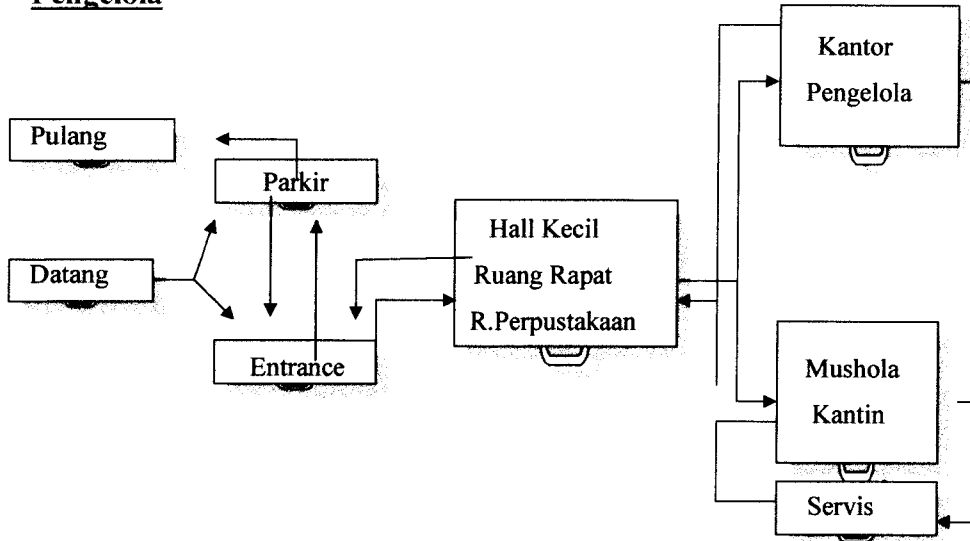 Pengelola
Kantor
Pengelola
Pulang
Parkir
Datang
Hall Kecil
Ruang Rapat
R.Perpustakaan
Entrance
Mushola
Kantin
Servis